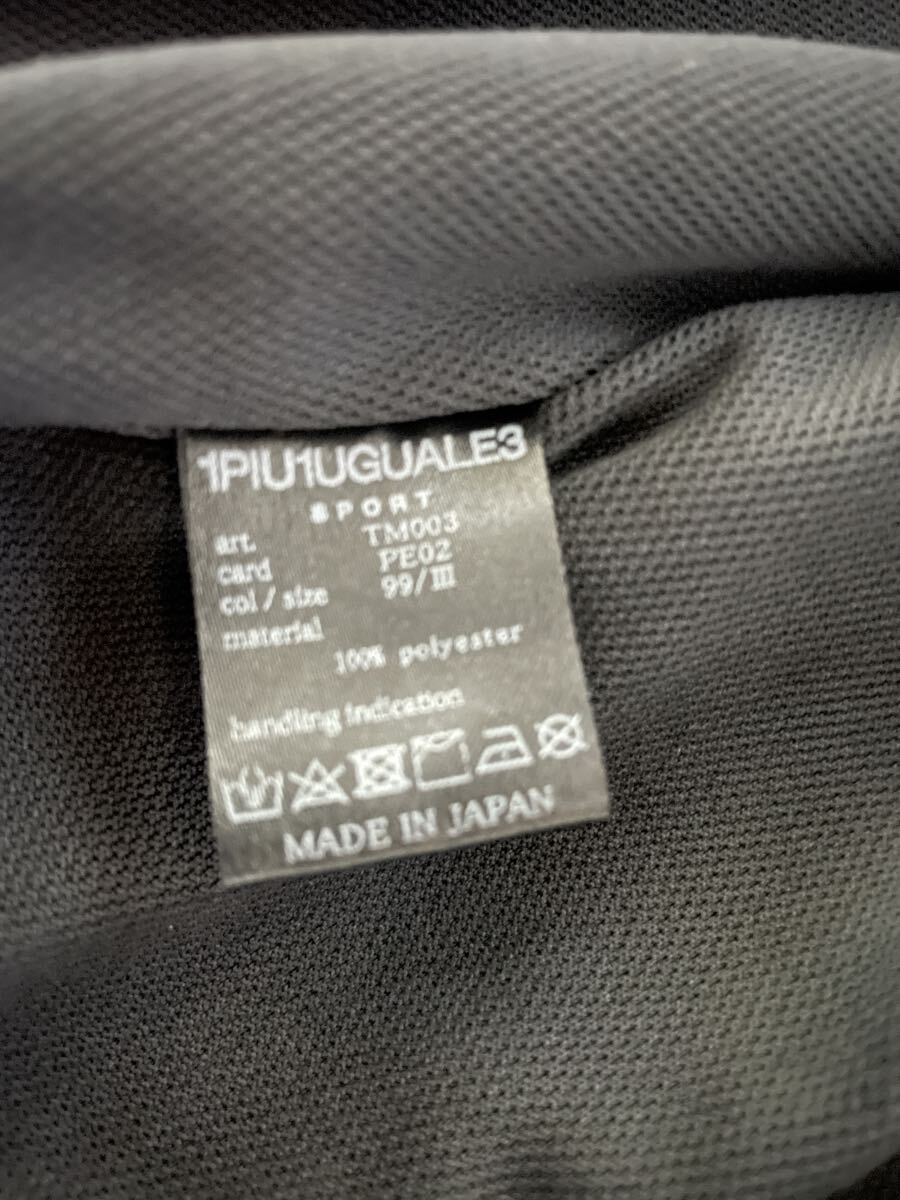 1PIU1UGUALE3
SPORT
art. TM003
card PE02
col / size 99/Ⅲ
material
100% polyester
handling indication
MADE IN JAPAN